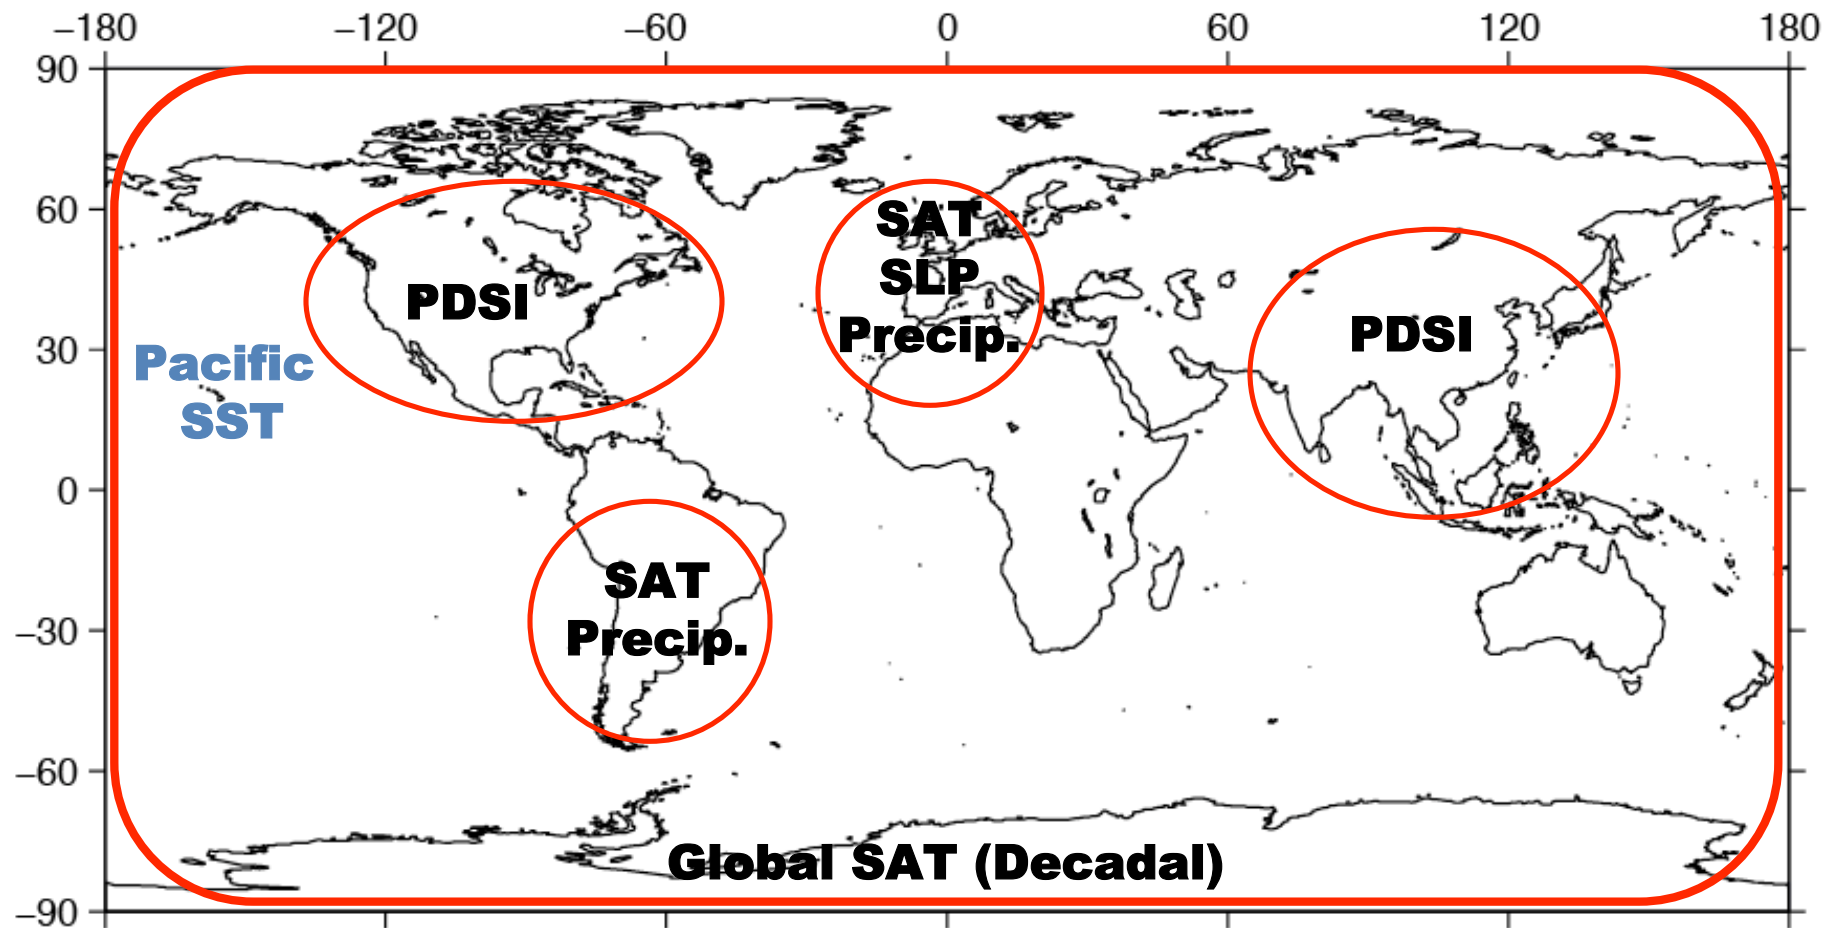 −180 −120 −60 0 60 120 180
90
60
30
0
−30
−60
−90
PDSI
SAT
SLP
Precip.
PDSI
Pacific
SST
SAT
Precip.
Global SAT (Decadal)